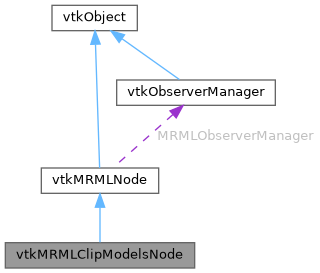 vtkObject
vtkObserverManager
MRMLObserverManager
vtkMRMLNode
vtkMRMLClipModelsNode